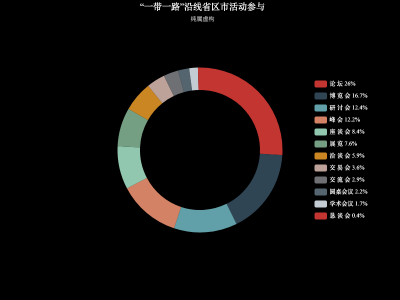 “一带一路”沿线省区市活动参与
纯属虚构
论 坛 26%
博 览 会 16.7%
研 讨 会 12.4%
峰 会 12.2%
座 谈 会 8.4%
展 览 7.6%
洽 谈 会 5.9%
交 易 会 3.6%
交 流 会 2.9%
圆桌会议 2.2%
学术会议 1.7%
恳 谈 会 0.4%